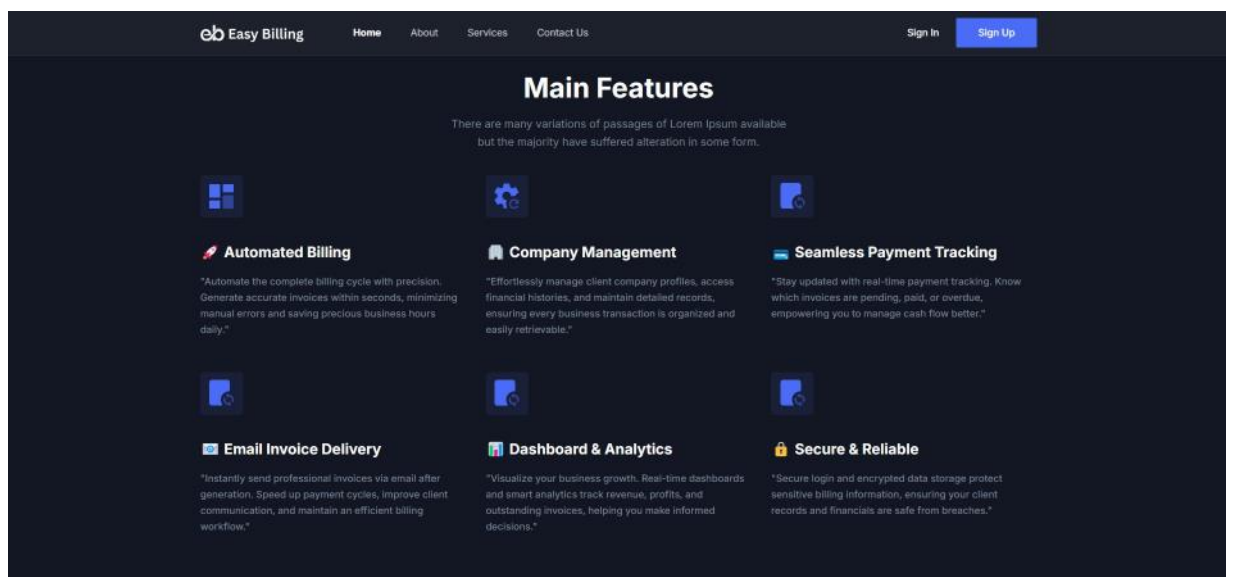 eb Easy Billing
Home
About
Services
Contact Us
Sign In
Sign Up
Main Features
There are many variations of passages of Lorem Ipsum available
but the majority have suffered alteration in some form.
🚀 Automated Billing
"Automate the complete billing cycle with precision.
Generate accurate invoices within seconds, minimizing
manual errors and saving precious business hours
daily."
🏢 Company Management
"Effortlessly manage client company profiles, access
financial histories, and maintain detailed records,
ensuring every business transaction is organized and
easily retrievable."
💳 Seamless Payment Tracking
"Stay updated with real-time payment tracking. Know
which invoices are pending, paid, or overdue,
empowering you to manage cash flow better."
📧 Email Invoice Delivery
"Instantly send professional invoices via email after
generation. Speed up payment cycles, improve client
communication, and maintain an efficient billing
workflow."
📊 Dashboard & Analytics
"Visualize your business growth. Real-time dashboards
and smart analytics track revenue, profits, and
outstanding invoices, helping you make informed
decisions."
🔒 Secure & Reliable
"Secure login and encrypted data storage protect
sensitive billing information, ensuring your client
records and financials are safe from breaches."